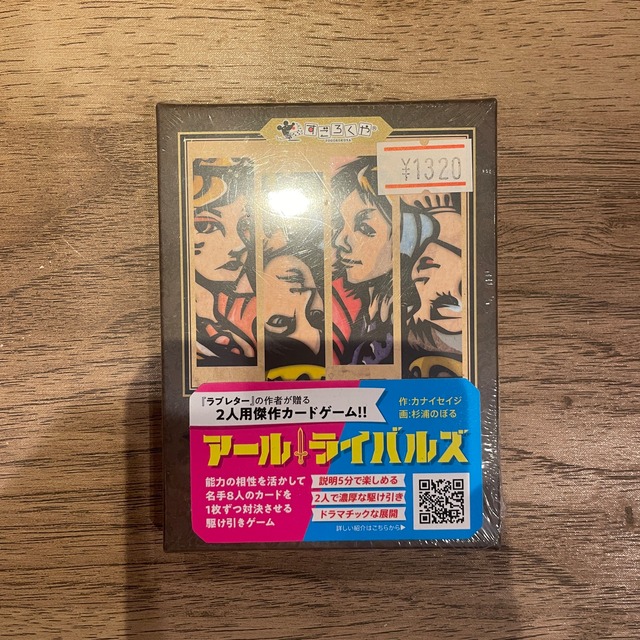 すごろくや
¥1320
『ラブレター』の作者が贈る
2人用傑作カードゲーム!!
作:カナイセイジ
画:杉浦のぼる
アールライバルズ
能力の相性を活かして
名手8人のカードを
1枚ずつ対決させる
駆け引きゲーム
説明5分で楽しめる
2人で濃厚な駆け引き
ドラマチックな展開
詳しい紹介はこちらから▶